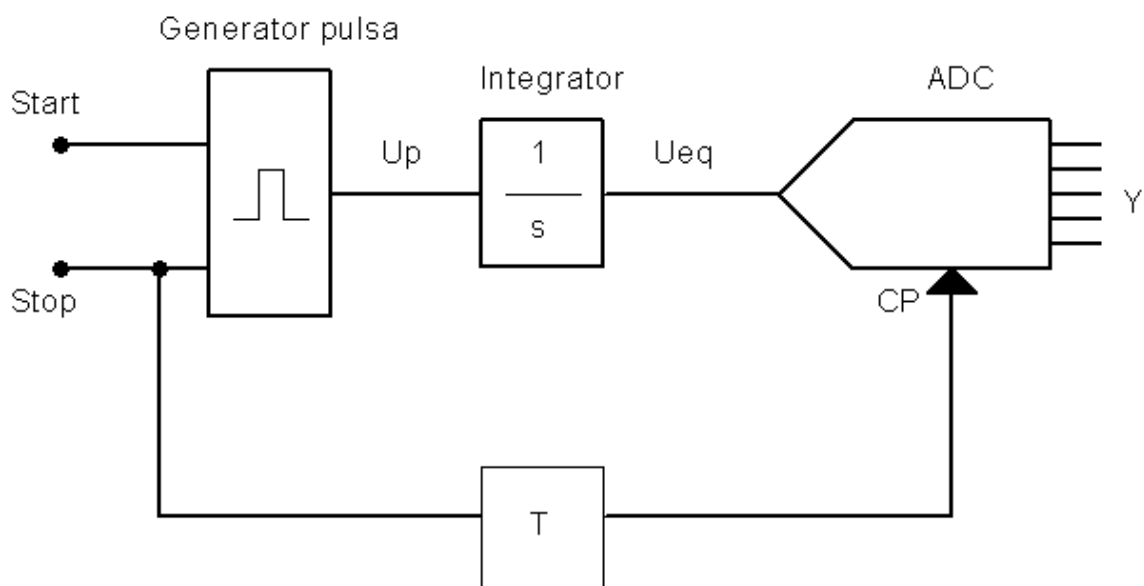 Generator pulsa
Integrator
ADC
Start
Up
1
s
Ueq
Y
Stop
CP
T